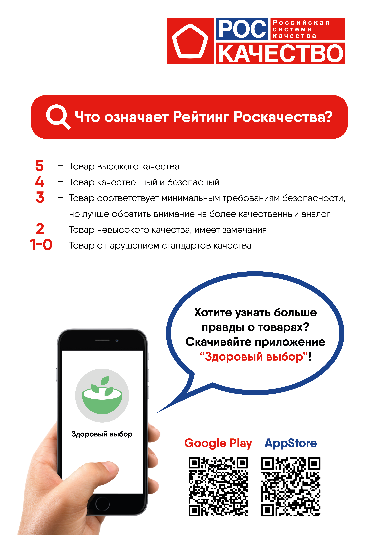 РОС Российская
система
качества
КАЧЕСТВО
Что означает Рейтинг Роскачества?
5 – Товар высокого качества
4 – Товар качественный и безопасный
3 – Товар соответствует минимальным требованиям безопасности,
но лучше обратить внимание на более качественный аналог
2 Товар невысокого качества, имеет замечания
1-0 Товар с нарушением стандартов качества
Хотите узнать больше
правды о товарах?
Скачивайте приложение
“Здоровый выбор”!
Здоровый выбор
Google Play AppStore